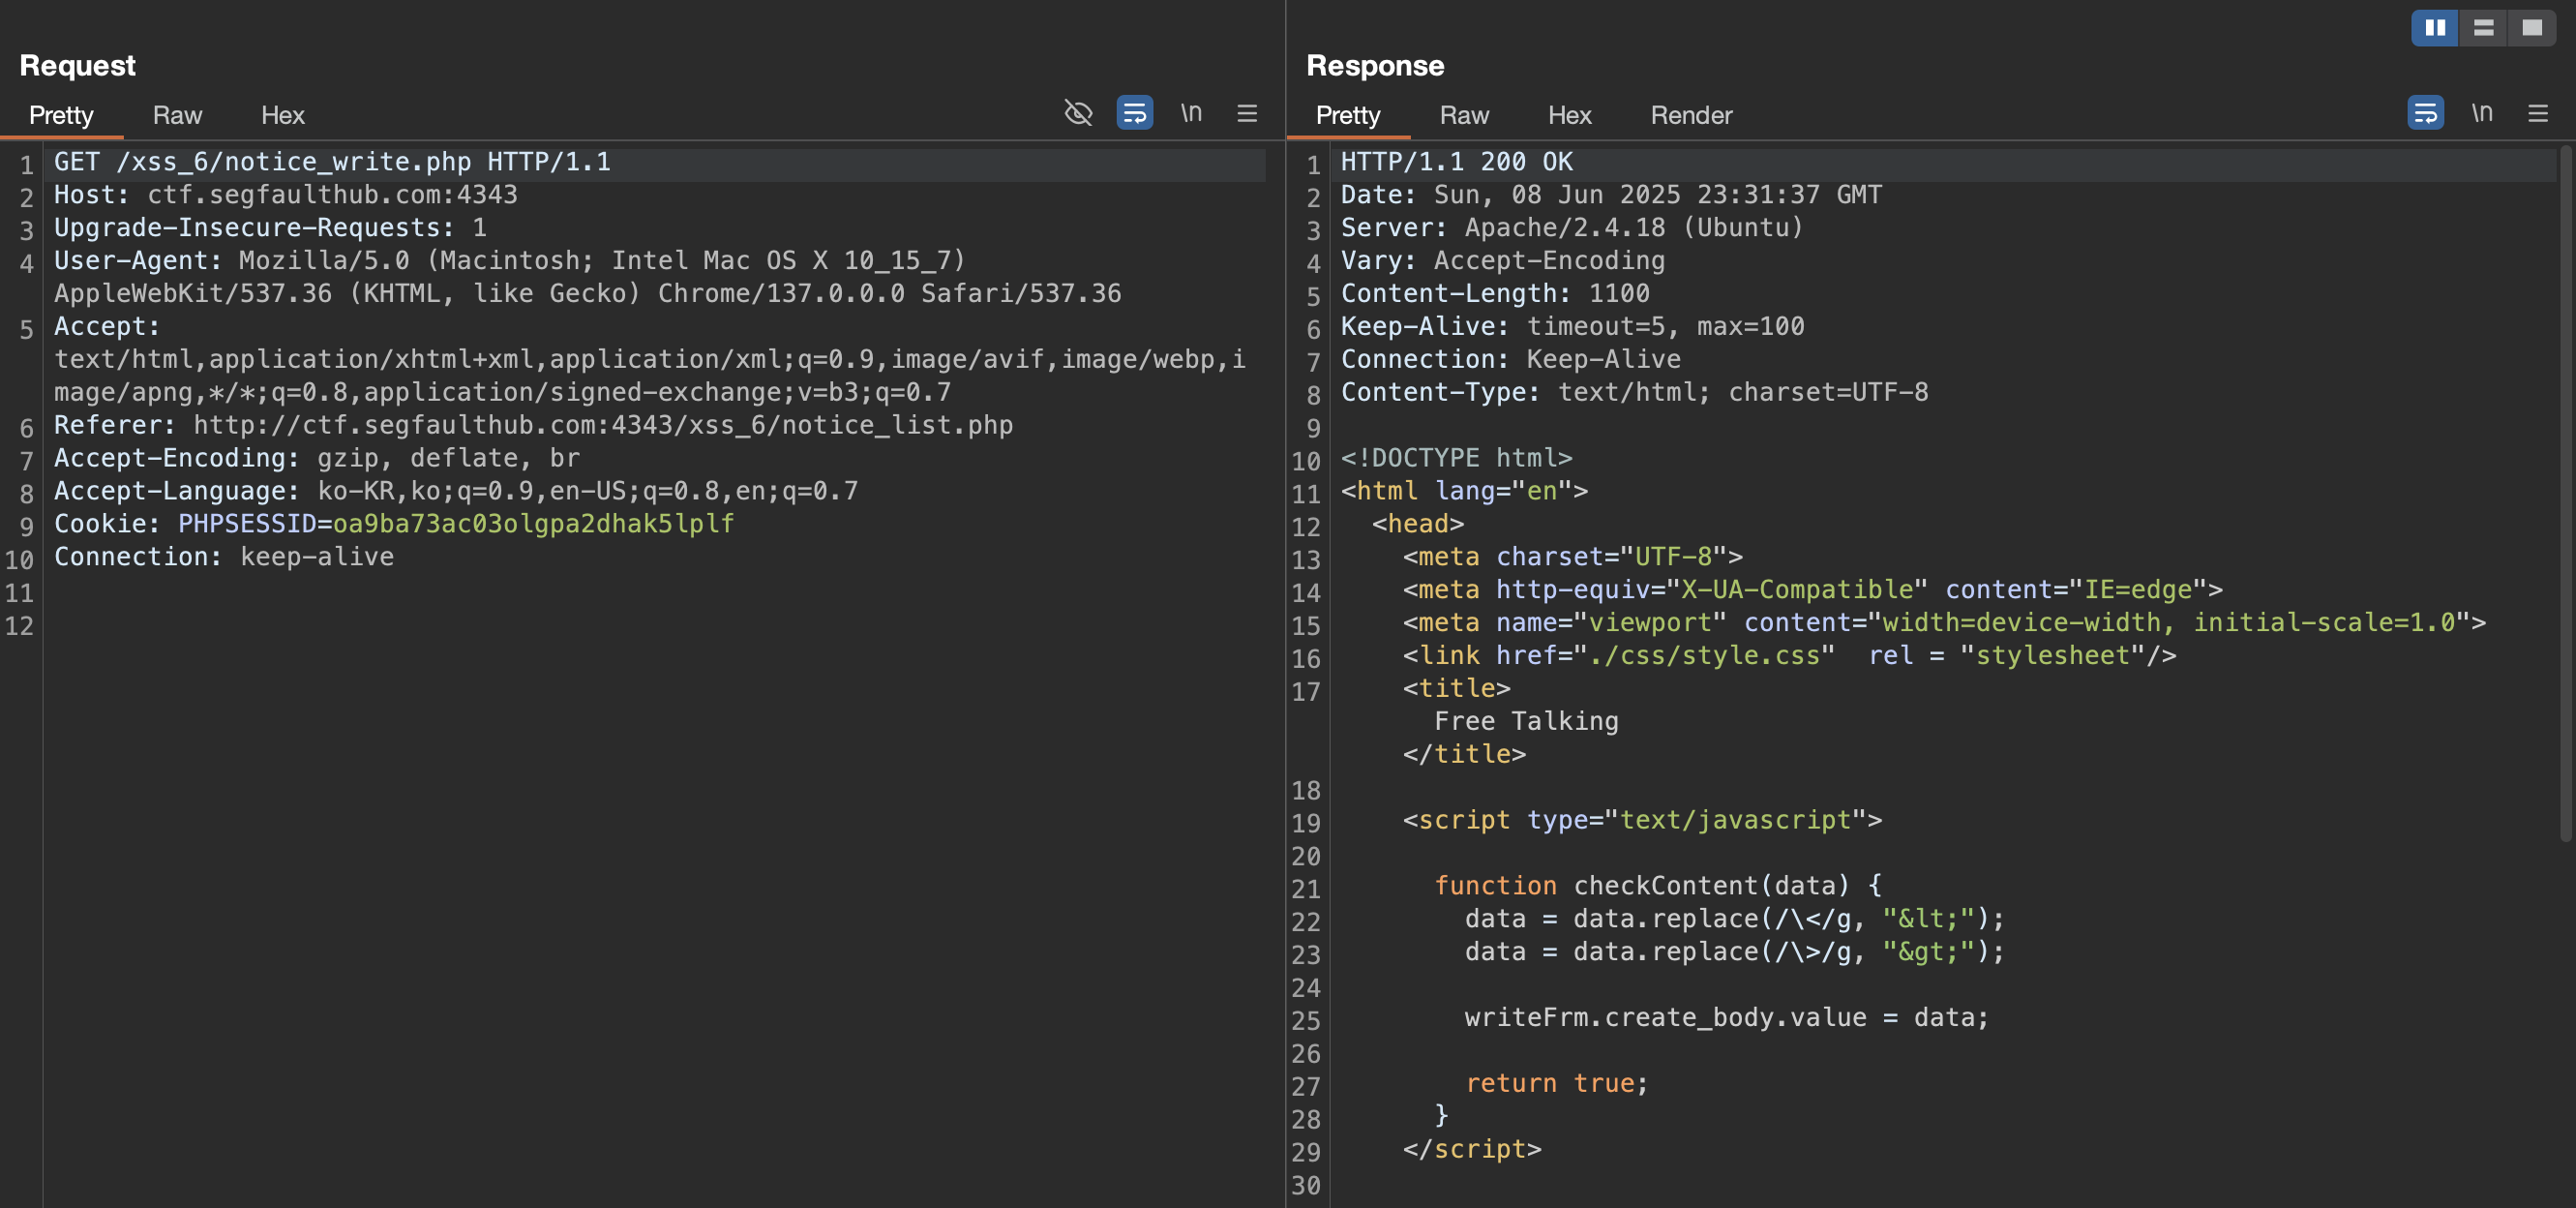 Request
Pretty Raw Hex \n
1 GET /xss_6/notice_write.php HTTP/1.1
2 Host: ctf.segfaulthub.com:4343
3 Upgrade-Insecure-Requests: 1
4 User-Agent: Mozilla/5.0 (Macintosh; Intel Mac OS X 10_15_7)
AppleWebKit/537.36 (KHTML, like Gecko) Chrome/137.0.0.0 Safari/537.36
5 Accept:
text/html,application/xhtml+xml,application/xml;q=0.9,image/avif,image/webp,i
mage/apng,*/*;q=0.8,application/signed-exchange;v=b3;q=0.7
6 Referer: http://ctf.segfaulthub.com:4343/xss_6/notice_list.php
7 Accept-Encoding: gzip, deflate, br
8 Accept-Language: ko-KR,ko;q=0.9,en-US;q=0.8,en;q=0.7
9 Cookie: PHPSESSID=oa9ba73ac03olgpa2dhak5lplf
10 Connection: keep-alive
11
12
Response
Pretty Raw Hex Render \n
1 HTTP/1.1 200 OK
2 Date: Sun, 08 Jun 2025 23:31:37 GMT
3 Server: Apache/2.4.18 (Ubuntu)
4 Vary: Accept-Encoding
5 Content-Length: 1100
6 Keep-Alive: timeout=5, max=100
7 Connection: Keep-Alive
8 Content-Type: text/html; charset=UTF-8
9
10 <!DOCTYPE html>
11 <html lang="en">
12 <head>
13 <meta charset="UTF-8">
14 <meta http-equiv="X-UA-Compatible" content="IE=edge">
15 <meta name="viewport" content="width=device-width, initial-scale=1.0">
16 <link href="./css/style.css"  rel = "stylesheet"/>
17 <title>
Free Talking
</title>
18
19 <script type="text/javascript">
20
21 function checkContent(data) {
22 data = data.replace(/\</g, "&lt;");
23 data = data.replace(/\>/g, "&gt;");
24
25 writeFrm.create_body.value = data;
26
27 return true;
28 }
29 </script>
30